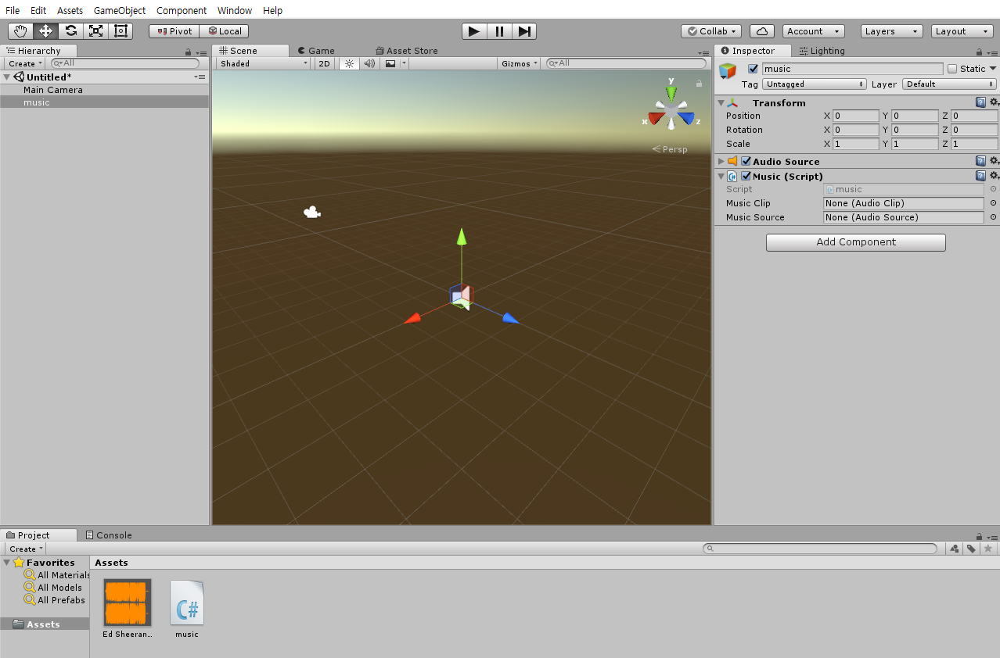 File Edit Assets GameObject Component Window Help
Pivot Local Collab Account Layers Layout
Hierarchy
Create All
Untitled*
Main Camera
music
Scene Game Asset Store
Shaded 2D Gizmos All
y
x z
Persp
Inspector Lighting
music Static
Tag Untagged Layer Default
Transform
Position X 0 Y 0 Z 0
Rotation X 0 Y 0 Z 0
Scale X 1 Y 1 Z 1
Audio Source
C# Music (Script)
Script music
Music Clip None (Audio Clip)
Music Source None (Audio Source)
Add Component
Project Console
Create
Favorites
All Materials
All Models
All Prefabs
Assets
Assets
C#
Ed Sheeran... music